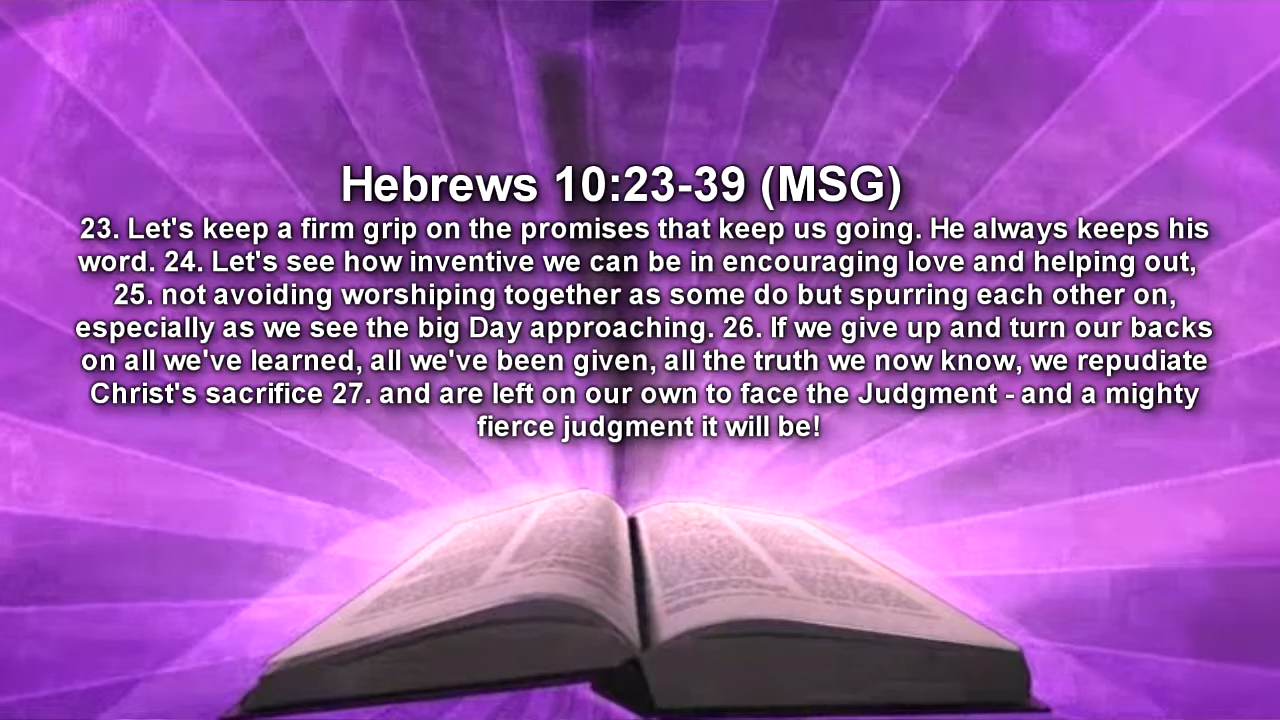 Hebrews 10:23-39 (MSG)
23. Let's keep a firm grip on the promises that keep us going. He always keeps his
word. 24. Let's see how inventive we can be in encouraging love and helping out,
25. not avoiding worshiping together as some do but spurring each other on,
especially as we see the big Day approaching. 26. If we give up and turn our backs
on all we've learned, all we've been given, all the truth we now know, we repudiate
Christ's sacrifice 27. and are left on our own to face the Judgment - and a mighty
fierce judgment it will be!